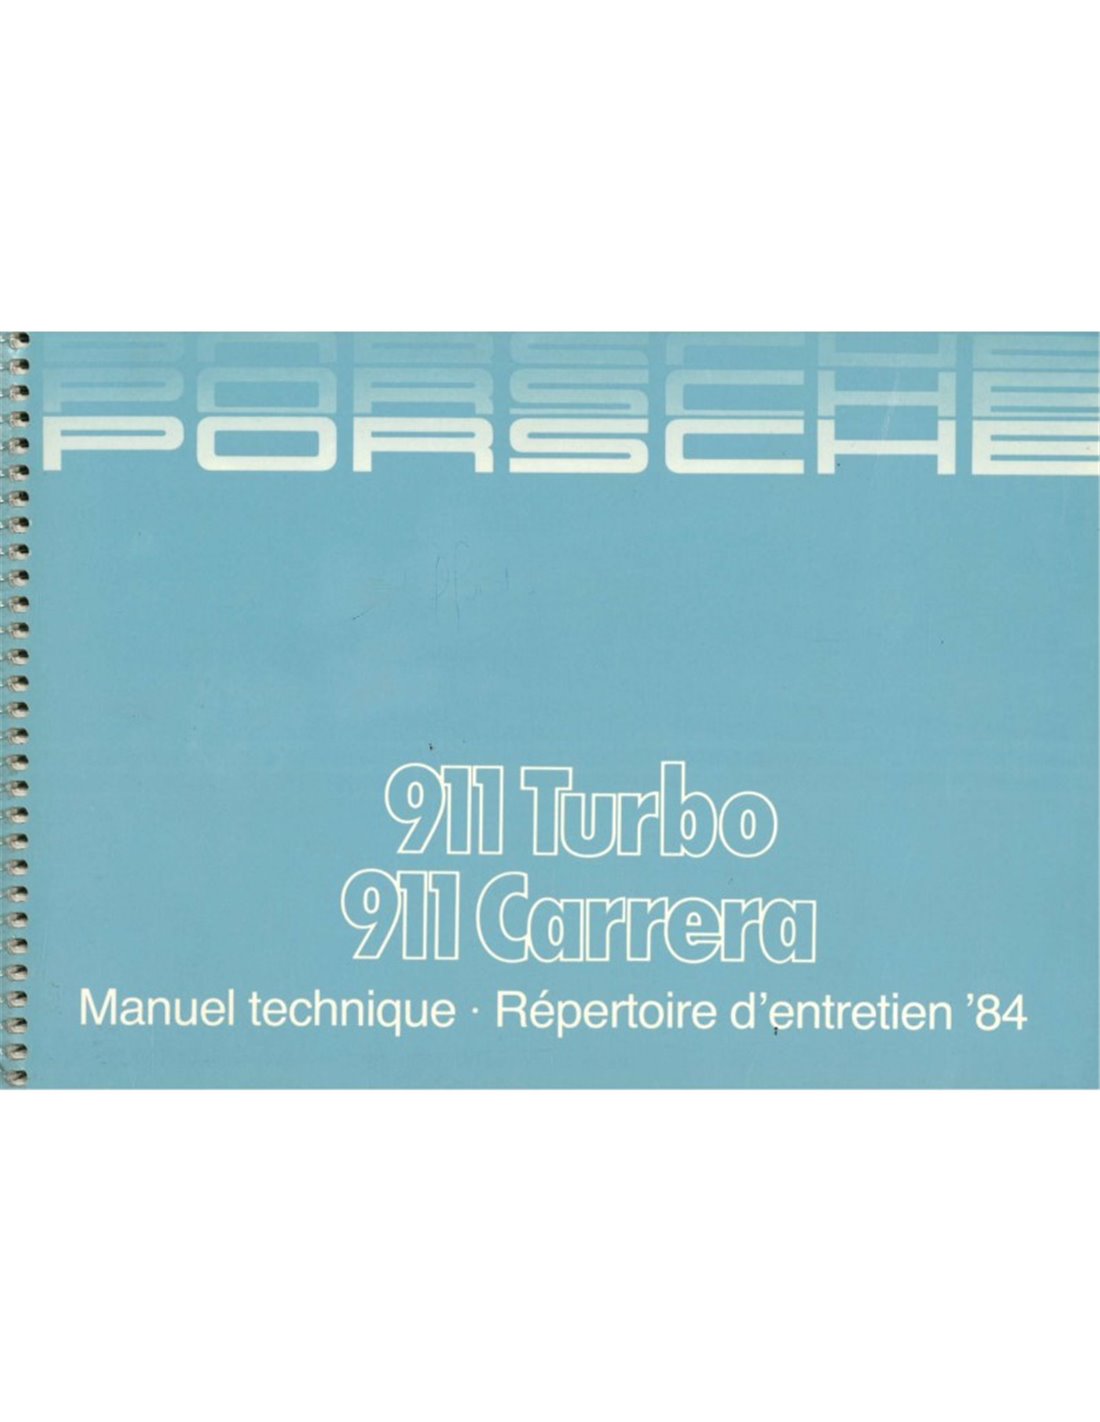 PORSCHE
PORSCHE
PORSCHE
911 Turbo
911 Carrera
Manuel technique · Répertoire d'entretien '84